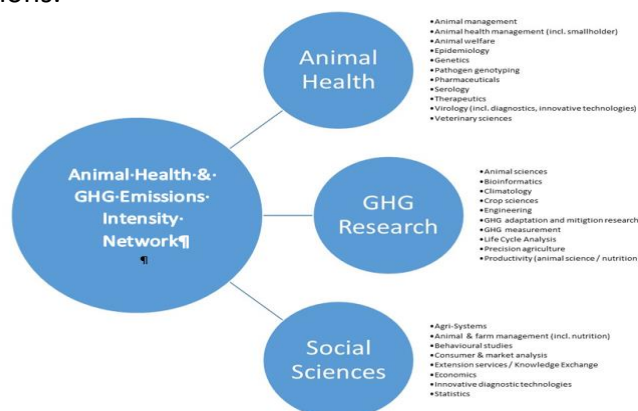 ions.
Animal
Health
•Animal management
•Animal health management (incl. smallholder)
•Animal welfare
•Epidemiology
•Genetics
•Pathogen genotyping
•Pharmaceuticals
•Serology
•Therapeutics
•Virology (incl. diagnostics, innovative technologies)
•Veterinary sciences
Animal·Health·&·
GHG·Emissions·
Intensity·
Network¶
¶
GHG
Research
•Animal sciences
•Bioinformatics
•Climatology
•Crop sciences
•Engineering
•GHG adaptation and mitigtion research
•GHG measurement
•Life Cycle Analysis
•Precision agriculture
•Productivity (animal science / nutrition
Social
Sciences
•Agri-Systems
•Animal & farm management (incl. nutrition)
•Behavioural studies
•Consumer & market analysis
•Extension services / Knowledge Exchange
•Economics
•Innovative diagnostic technologies
•Statistics